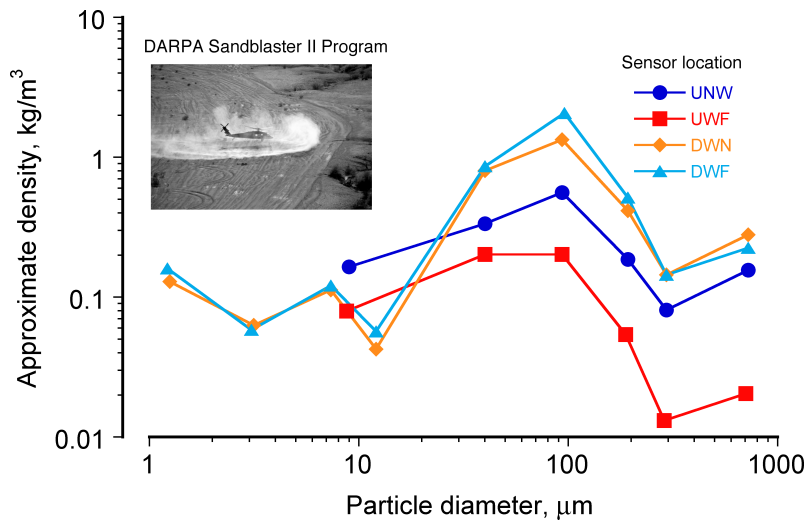 DARPA Sandblaster II Program
Sensor location
UNW
UWF
DWN
DWF
Approximate density, kg/m³
10
1
0.1
0.01
1
10
100
1000
Particle diameter, μm